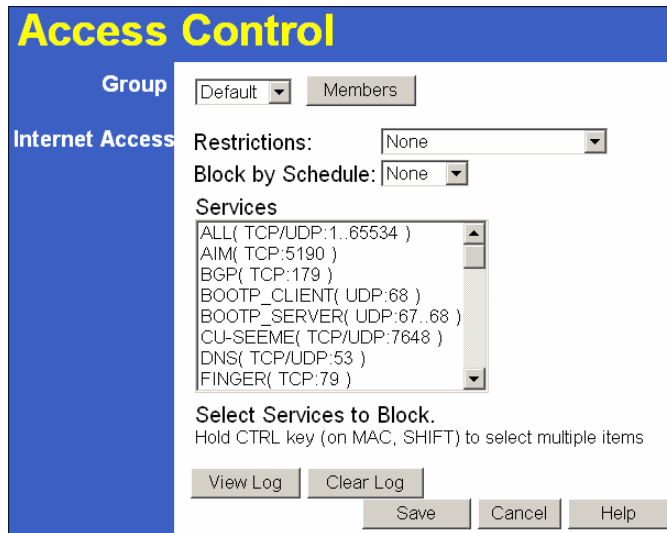 Access Control
Group
Default
Members
Internet Access
Restrictions:
None
Block by Schedule:
None
Services
ALL( TCP/UDP:1..65534 )
AIM( TCP:5190 )
BGP( TCP:179 )
BOOTP_CLIENT( UDP:68 )
BOOTP_SERVER( UDP:67..68 )
CU-SEEME( TCP/UDP:7648 )
DNS( TCP/UDP:53 )
FINGER( TCP:79 )
Select Services to Block.
Hold CTRL key (on MAC, SHIFT) to select multiple items
View Log
Clear Log
Save
Cancel
Help